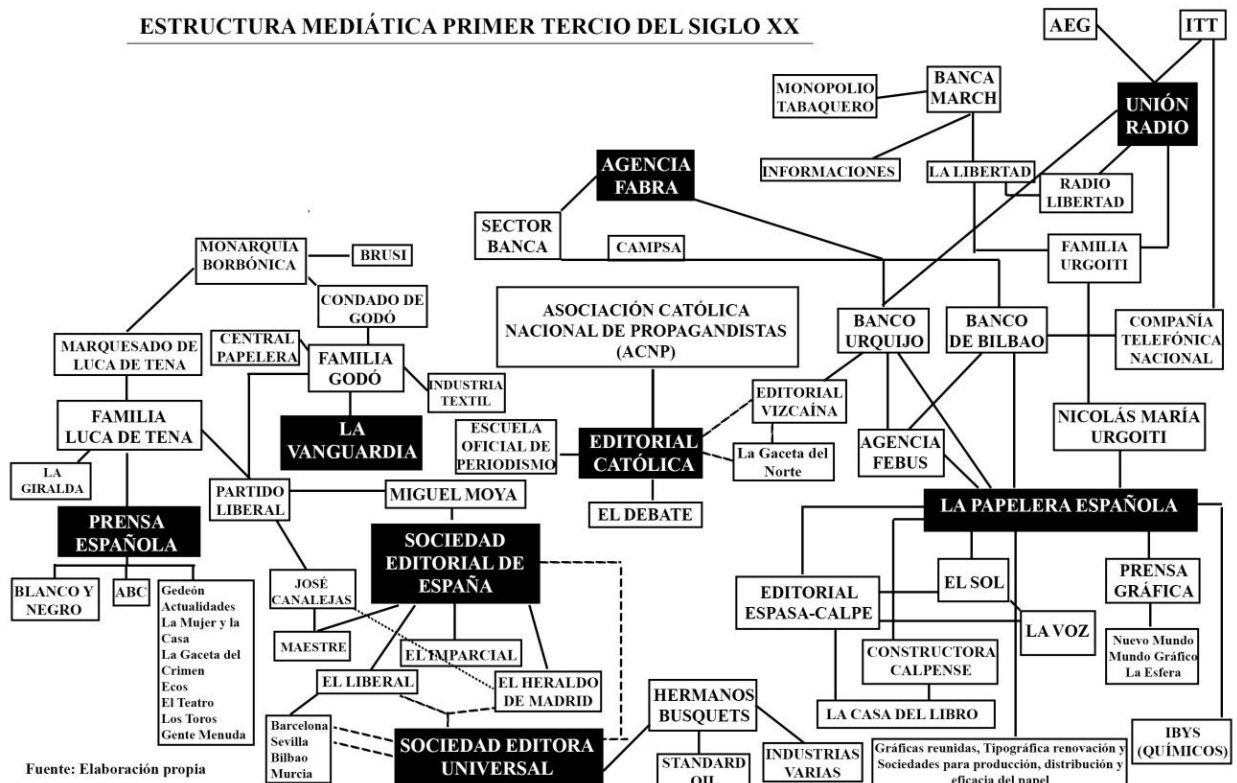 ESTRUCTURA MEDIÁTICA PRIMER TERCIO DEL SIGLO XX
AEG
ITT
MONOPOLIO
TABAQUERO
BANCA
MARCH
UNIÓN
RADIO
AGENCIA
FABRA
INFORMACIONES
LA LIBERTAD
RADIO
LIBERTAD
SECTOR
BANCA
CAMPSA
FAMILIA
URGOITI
MONARQUIA
BORBÓNICA
BRUSI
CONDADO DE
GODÓ
ASOCIACIÓN CATÓLICA
NACIONAL DE PROPAGANDISTAS
(ACNP)
BANCO
URQUIJO
BANCO
DE BILBAO
COMPAÑÍA
TELEFÓNICA
NACIONAL
MARQUESADO DE
LUCA DE TENA
CENTRAL
PAPELERA
FAMILIA
GODÓ
INDUSTRIA
TEXTIL
EDITORIAL
VIZCAÍNA
FAMILIA
LUCA DE TENA
LA
VANGUARDIA
ESCUELA
OFICIAL DE
PERIODISMO
EDITORIAL
CATÓLICA
La Gaceta del
Norte
AGENCIA
FEBUS
NICOLÁS MARÍA
URGOITI
LA
GIRALDA
PARTIDO
LIBERAL
MIGUEL MOYA
EL DEBATE
LA PAPELERA ESPAÑOLA
PRENSA
ESPAÑOLA
SOCIEDAD
EDITORIAL DE
ESPAÑA
BLANCO Y
NEGRO
ABC
Gedeón
Actualidades
La Mujer y la
Casa
La Gaceta del
Crimen
Ecos
El Teatro
Los Toros
Gente Menuda
JOSÉ
CANALEJAS
EDITORIAL
ESPASA-CALPE
EL SOL
PRENSA
GRÁFICA
MAESTRE
EL IMPARCIAL
LA VOZ
CONSTRUCTORA
CALPENSE
Nuevo Mundo
Mundo Gráfico
La Esfera
EL LIBERAL
EL HERALDO
DE MADRID
HERMANOS
BUSQUETS
LA CASA DEL LIBRO
Barcelona
Sevilla
Bilbao
Murcia
SOCIEDAD EDITORA
UNIVERSAL
STANDARD
OIL
INDUSTRIAS
VARIAS
Gráficas reunidas, Tipográfica renovación y
Sociedades para producción, distribución y
eficacia del papel
IBYS
(QUÍMICOS)
Fuente: Elaboración propia